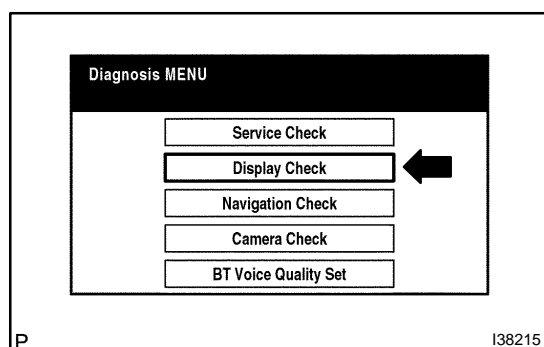 Diagnosis MENU
Service Check
Display Check
Navigation Check
Camera Check
BT Voice Quality Set
P I38215